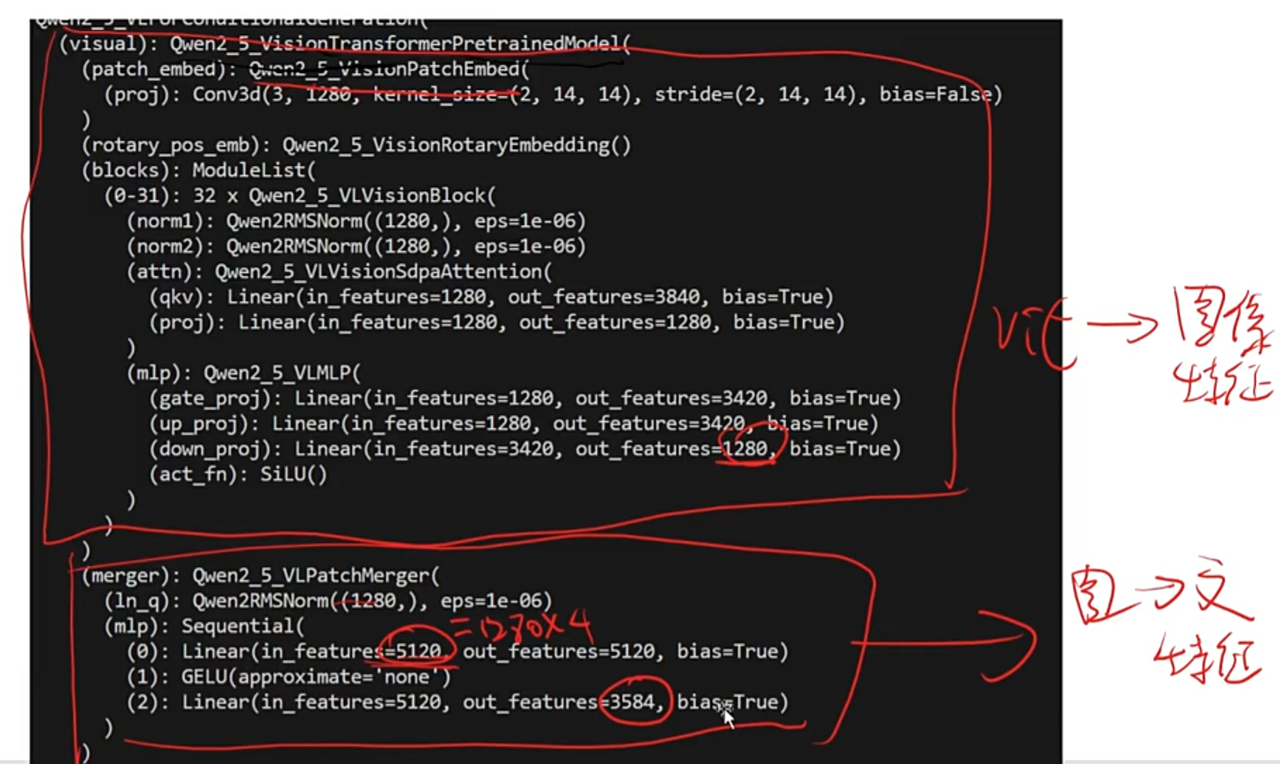 Qwen2_5_VLForConditionalGeneration(
(visual): Qwen2_5_VisionTransformerPretrainedModel(
(patch_embed): Qwen2_5_VisionPatchEmbed(
(proj): Conv3d(3, 1280, kernel_size=(2, 14, 14), stride=(2, 14, 14), bias=False)
)
(rotary_pos_emb): Qwen2_5_VisionRotaryEmbedding()
(blocks): ModuleList(
(0-31): 32 x Qwen2_5_VLVisionBlock(
(norm1): Qwen2RMSNorm((1280,), eps=1e-06)
(norm2): Qwen2RMSNorm((1280,), eps=1e-06)
(attn): Qwen2_5_VLVisionSdpaAttention(
(qkv): Linear(in_features=1280, out_features=3840, bias=True)
(proj): Linear(in_features=1280, out_features=1280, bias=True)
)
(mlp): Qwen2_5_VLMLP(
(gate_proj): Linear(in_features=1280, out_features=3420, bias=True)
(up_proj): Linear(in_features=1280, out_features=3420, bias=True)
(down_proj): Linear(in_features=3420, out_features=1280, bias=True)
(act_fn): SiLU()
)
)
)
(merger): Qwen2_5_VLPatchMerger(
(ln_q): Qwen2RMSNorm((1280,), eps=1e-06)
(mlp): Sequential(
=1280×4
(0): Linear(in_features=5120, out_features=5120, bias=True)
(1): GELU(approximate='none')
(2): Linear(in_features=5120, out_features=3584, bias=True)
)
)
vit → 图像
特征
图→文
特征